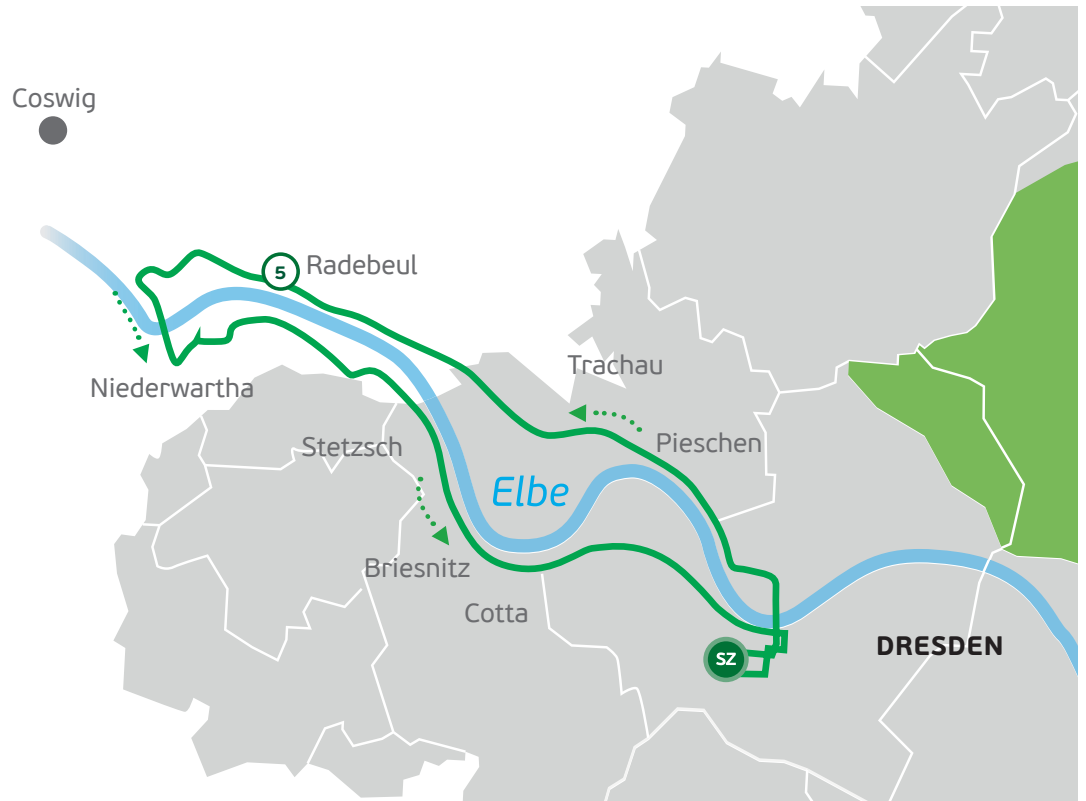 Coswig
5
Radebeul
Trachau
Niederwartha
Pieschen
Stetzsch
Elbe
Briesnitz
Cotta
DRESDEN
SZ